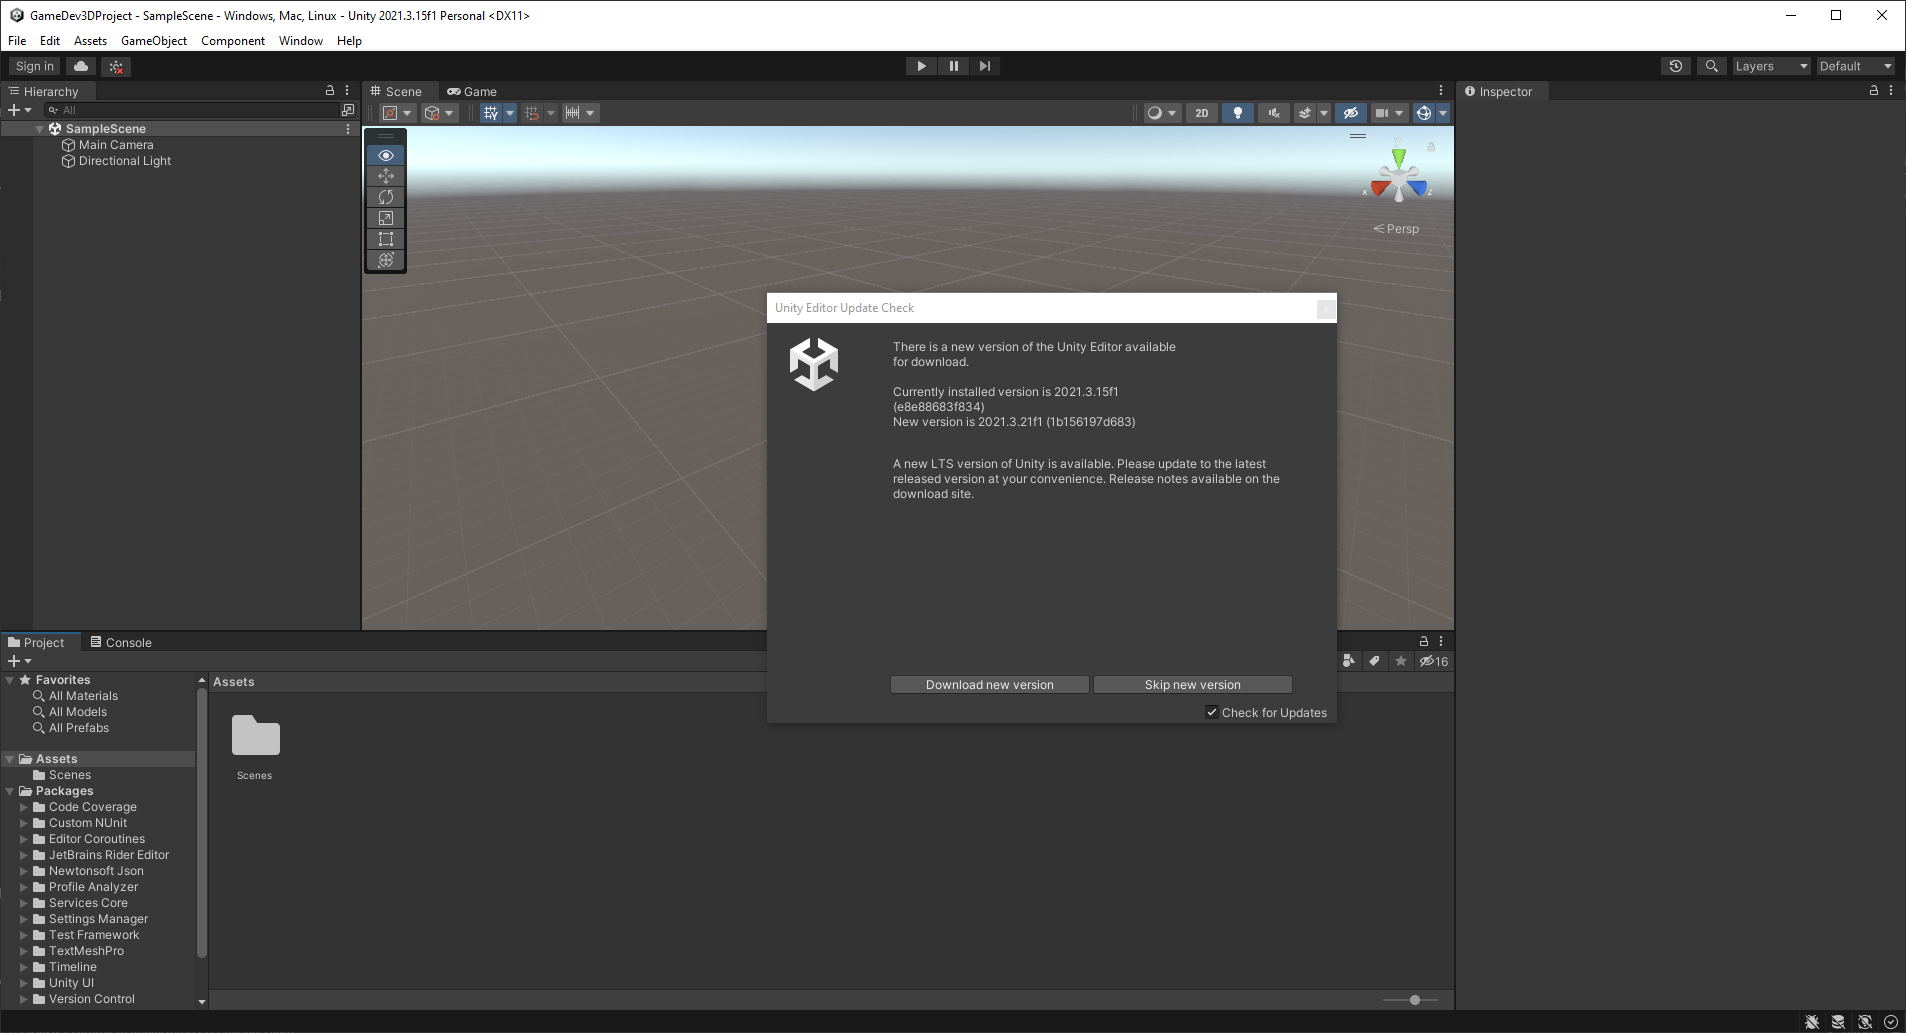 GameDev3DProject - SampleScene - Windows, Mac, Linux - Unity 2021.3.15f1 Personal <DX11>
File Edit Assets GameObject Component Window Help
Sign in
Layers
Default
Hierarchy
All
SampleScene
Main Camera
Directional Light
Scene
Game
2D
y
x
z
Persp
Inspector
Unity Editor Update Check
There is a new version of the Unity Editor available
for download.
Currently installed version is 2021.3.15f1
(e8e88683f834)
New version is 2021.3.21f1 (1b156197d683)
A new LTS version of Unity is available. Please update to the latest
released version at your convenience. Release notes available on the
download site.
Download new version
Skip new version
Check for Updates
Project
Console
16
Favorites
All Materials
All Models
All Prefabs
Assets
Scenes
Packages
Code Coverage
Custom NUnit
Editor Coroutines
JetBrains Rider Editor
Newtonsoft Json
Profile Analyzer
Services Core
Settings Manager
Test Framework
TextMeshPro
Timeline
Unity UI
Version Control
Assets
Scenes